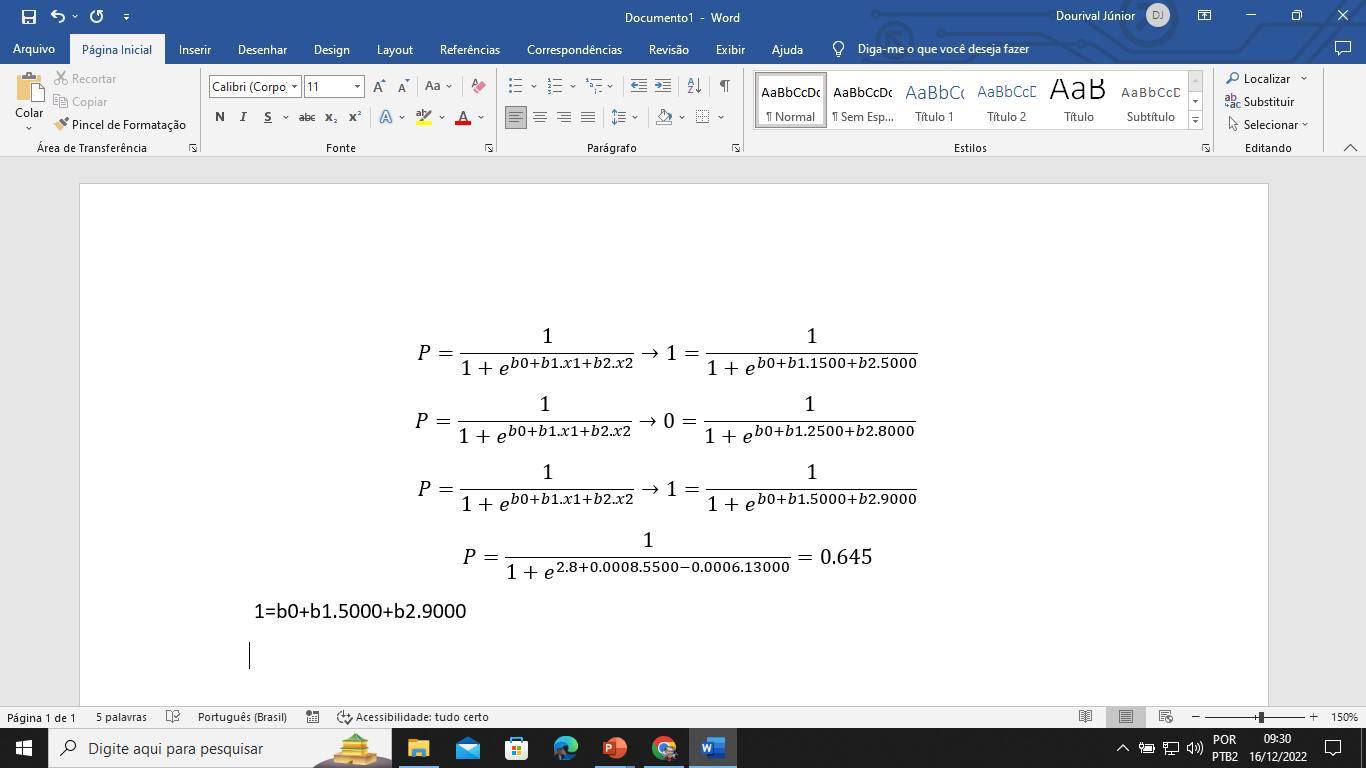 Documento1 - Word
Dourival Júnior
DJ
Arquivo
Página Inicial
Inserir
Desenhar
Design
Layout
Referências
Correspondências
Revisão
Exibir
Ajuda
Diga-me o que você deseja fazer
Colar
Recortar
Copiar
Pincel de Formatação
Área de Transferência
Calibri (Corpo)
11
N I S abc x₂ x²
Fonte
Parágrafo
AaBbCcDc
¶ Normal
AaBbCcDc
¶ Sem Esp...
AaBbCc
Título 1
AaBbCcD
Título 2
AaB
Título
AaBbCcD
Subtítulo
Estilos
Localizar
Substituir
Selecionar
Editando
P = 1/(1 + e^(b0+b1.x1+b2.x2)) → 1 = 1/(1 + e^(b0+b1.1500+b2.5000))
P = 1/(1 + e^(b0+b1.x1+b2.x2)) → 0 = 1/(1 + e^(b0+b1.2500+b2.8000))
P = 1/(1 + e^(b0+b1.x1+b2.x2)) → 1 = 1/(1 + e^(b0+b1.5000+b2.9000))
P = 1/(1 + e^(2.8+0.0008.5500−0.0006.13000)) = 0.645
1=b0+b1.5000+b2.9000
Página 1 de 1
5 palavras
Português (Brasil)
Acessibilidade: tudo certo
150%
Digite aqui para pesquisar
POR
PTB2
09:30
16/12/2022